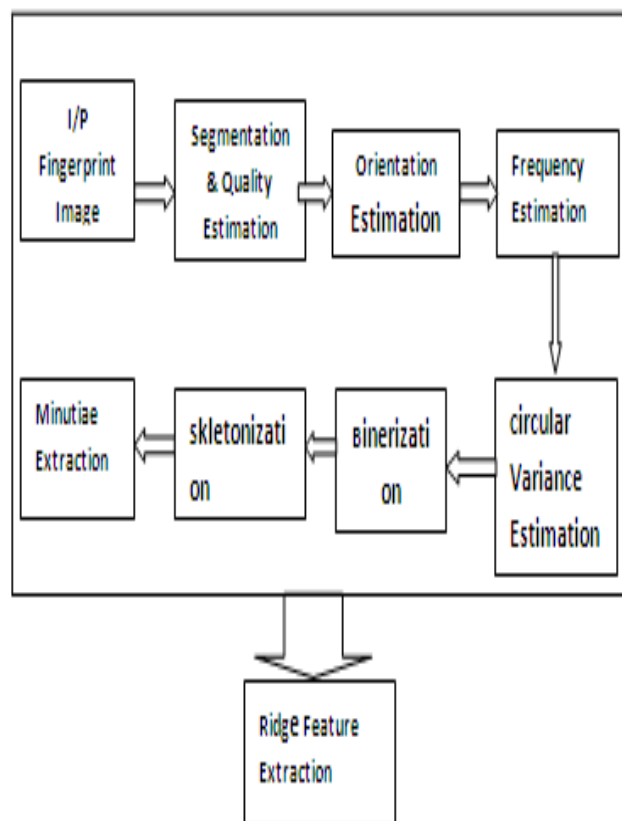 I/P
Fingerprint
Image
Segmentation
& Quality
Estimation
Orientation
Estimation
Frequency
Estimation
circular
Variance
Estimation
Binerizati
on
skletonizati
on
Minutiae
Extraction
Ridge Feature
Extraction